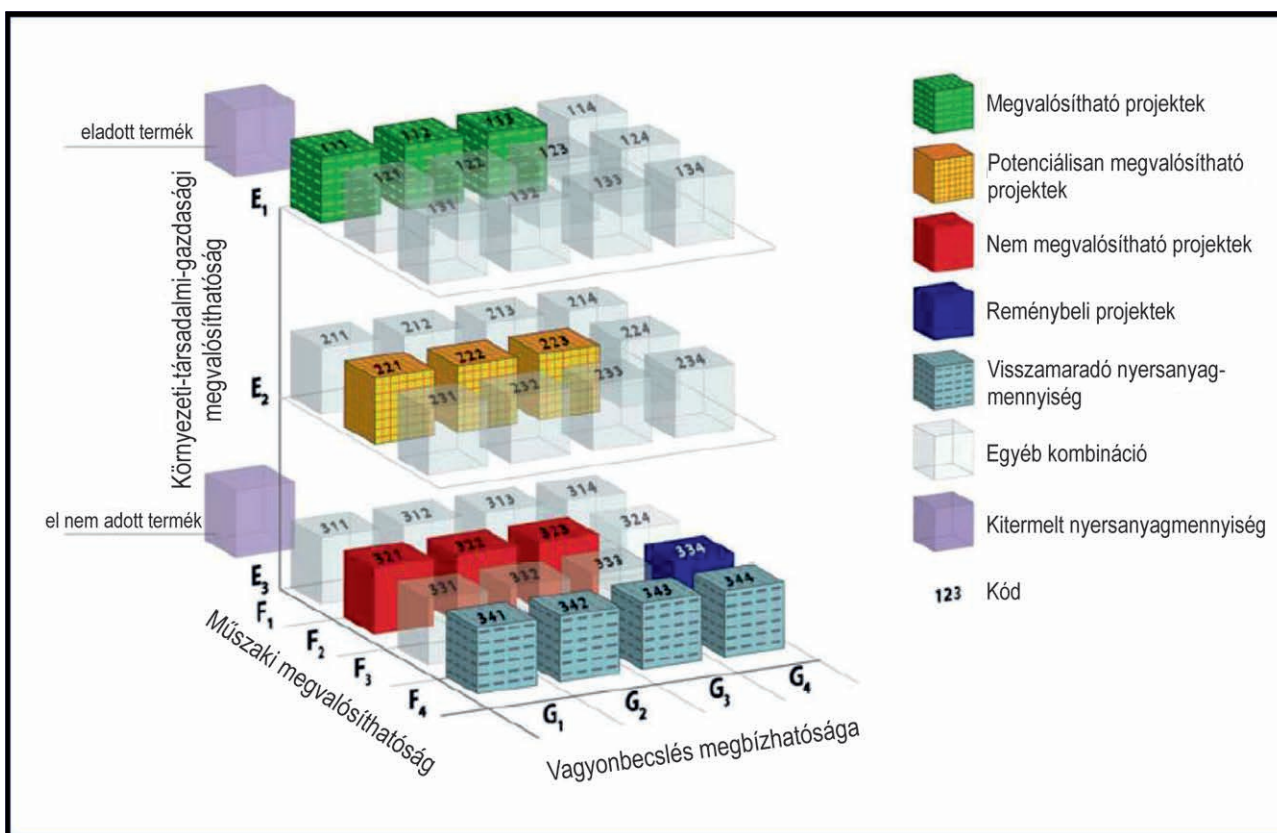 eladott termék
Környezeti-társadalmi-gazdasági
megvalósíthatóság
el nem adott termék
E1
111
112
113
114
121
122
123
124
131
132
133
134
E2
211
212
213
214
221
222
223
224
231
232
233
234
E3
311
312
313
314
321
322
323
324
331
332
333
334
341
342
343
344
F1
F2
F3
F4
Műszaki megvalósíthatóság
G1
G2
G3
G4
Vagyonbecslés megbízhatósága
Megvalósítható projektek
Potenciálisan megvalósítható
projektek
Nem megvalósítható projektek
Reménybeli projektek
Visszamaradó nyersanyag-
mennyiség
Egyéb kombináció
Kitermelt nyersanyagmennyiség
123 Kód